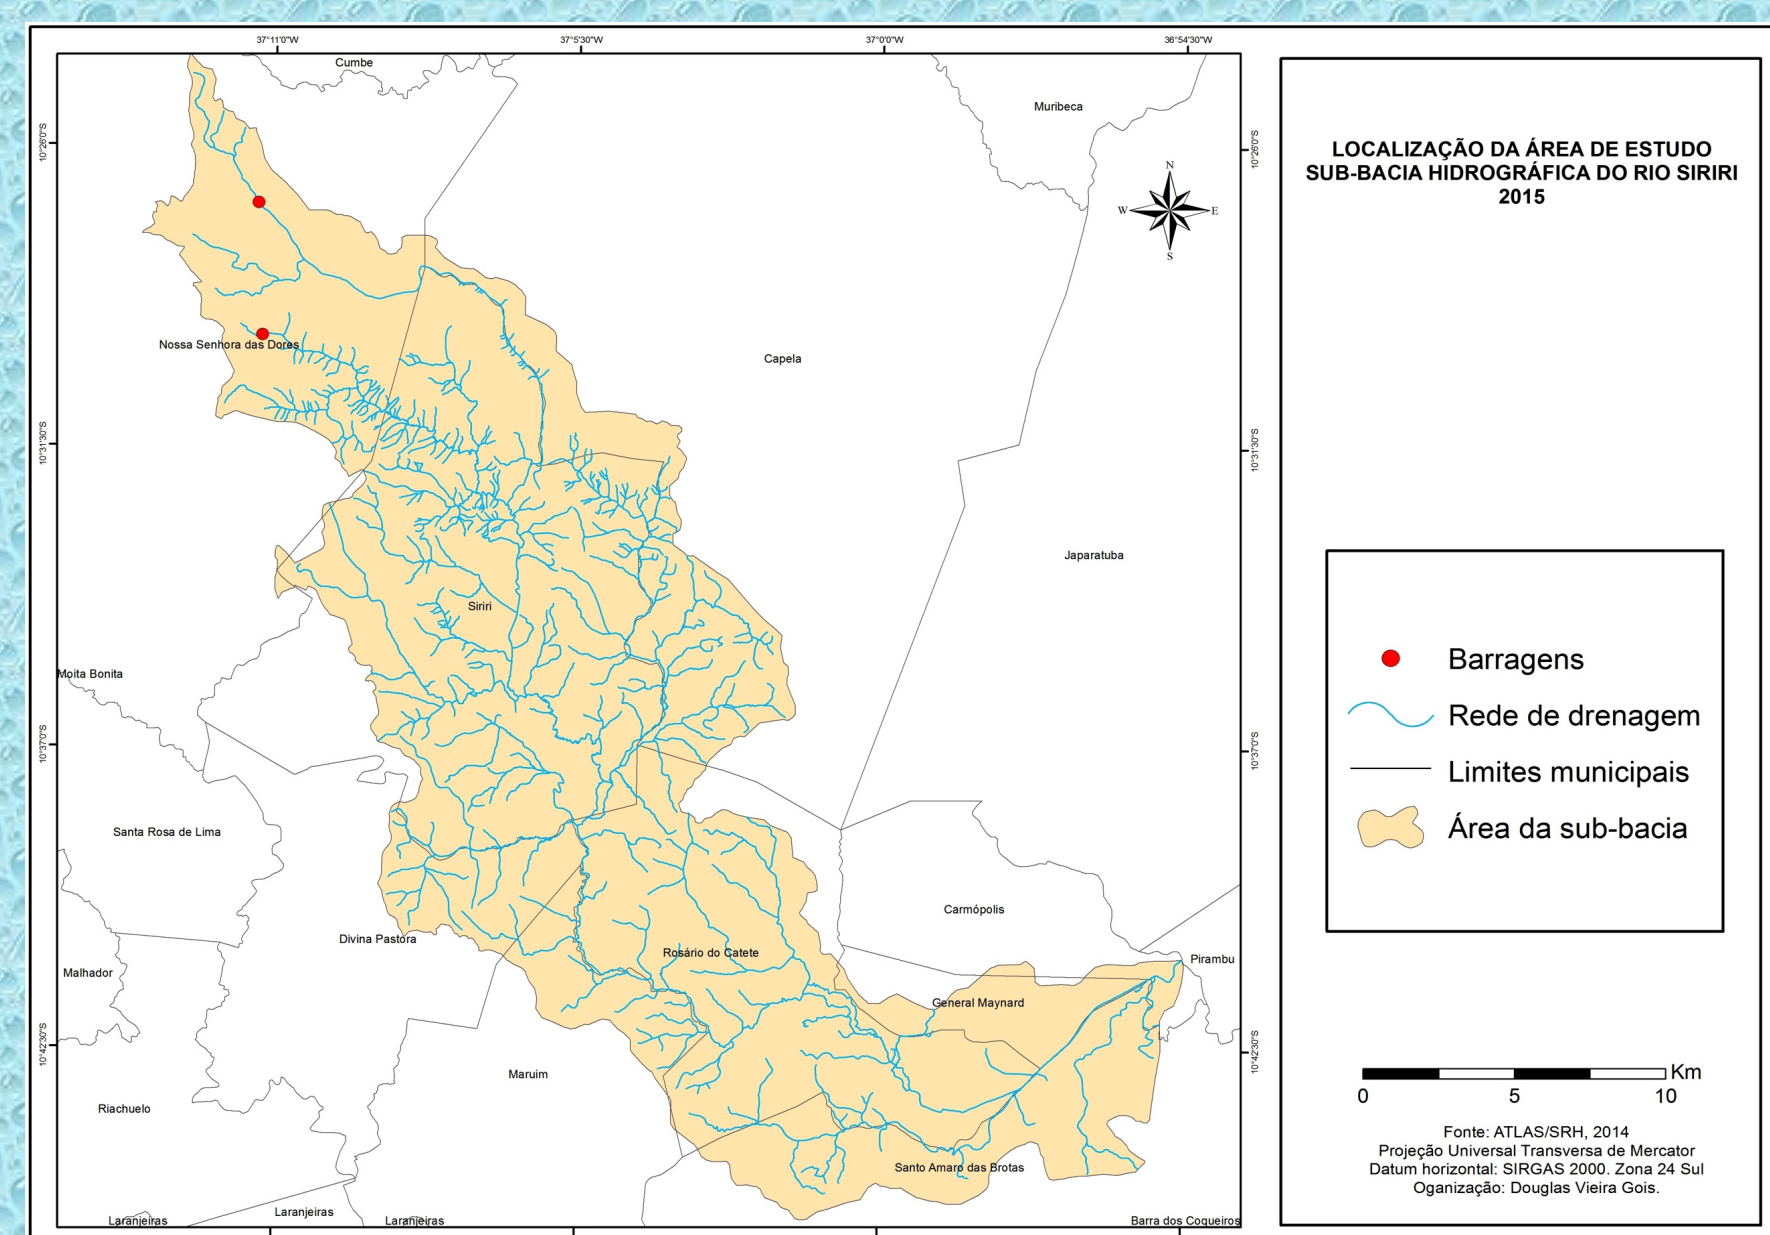 37°11'0"W
37°5'30"W
37°0'0"W
36°54'30"W
Cumbe
Muribeca
10°26'0"S
10°26'0"S
LOCALIZAÇÃO DA ÁREA DE ESTUDO
SUB-BACIA HIDROGRÁFICA DO RIO SIRIRI
2015
N
W
E
S
Nossa Senhora das Dores
Capela
10°31'30"S
10°31'30"S
Japaratuba
Siriri
Moita Bonita
10°37'0"S
10°37'0"S
Barragens
Rede de drenagem
Limites municipais
Área da sub-bacia
Santa Rosa de Lima
Carmópolis
Divina Pastora
Rosário do Catete
Pirambu
Malhador
General Maynard
10°42'30"S
10°42'30"S
Maruim
Riachuelo
Km
0 5 10
Santo Amaro das Brotas
Fonte: ATLAS/SRH, 2014
Projeção Universal Transversa de Mercator
Datum horizontal: SIRGAS 2000. Zona 24 Sul
Oganização: Douglas Vieira Gois.
Laranjeiras
Laranjeiras
Laranjeiras
Barra dos Coqueiros